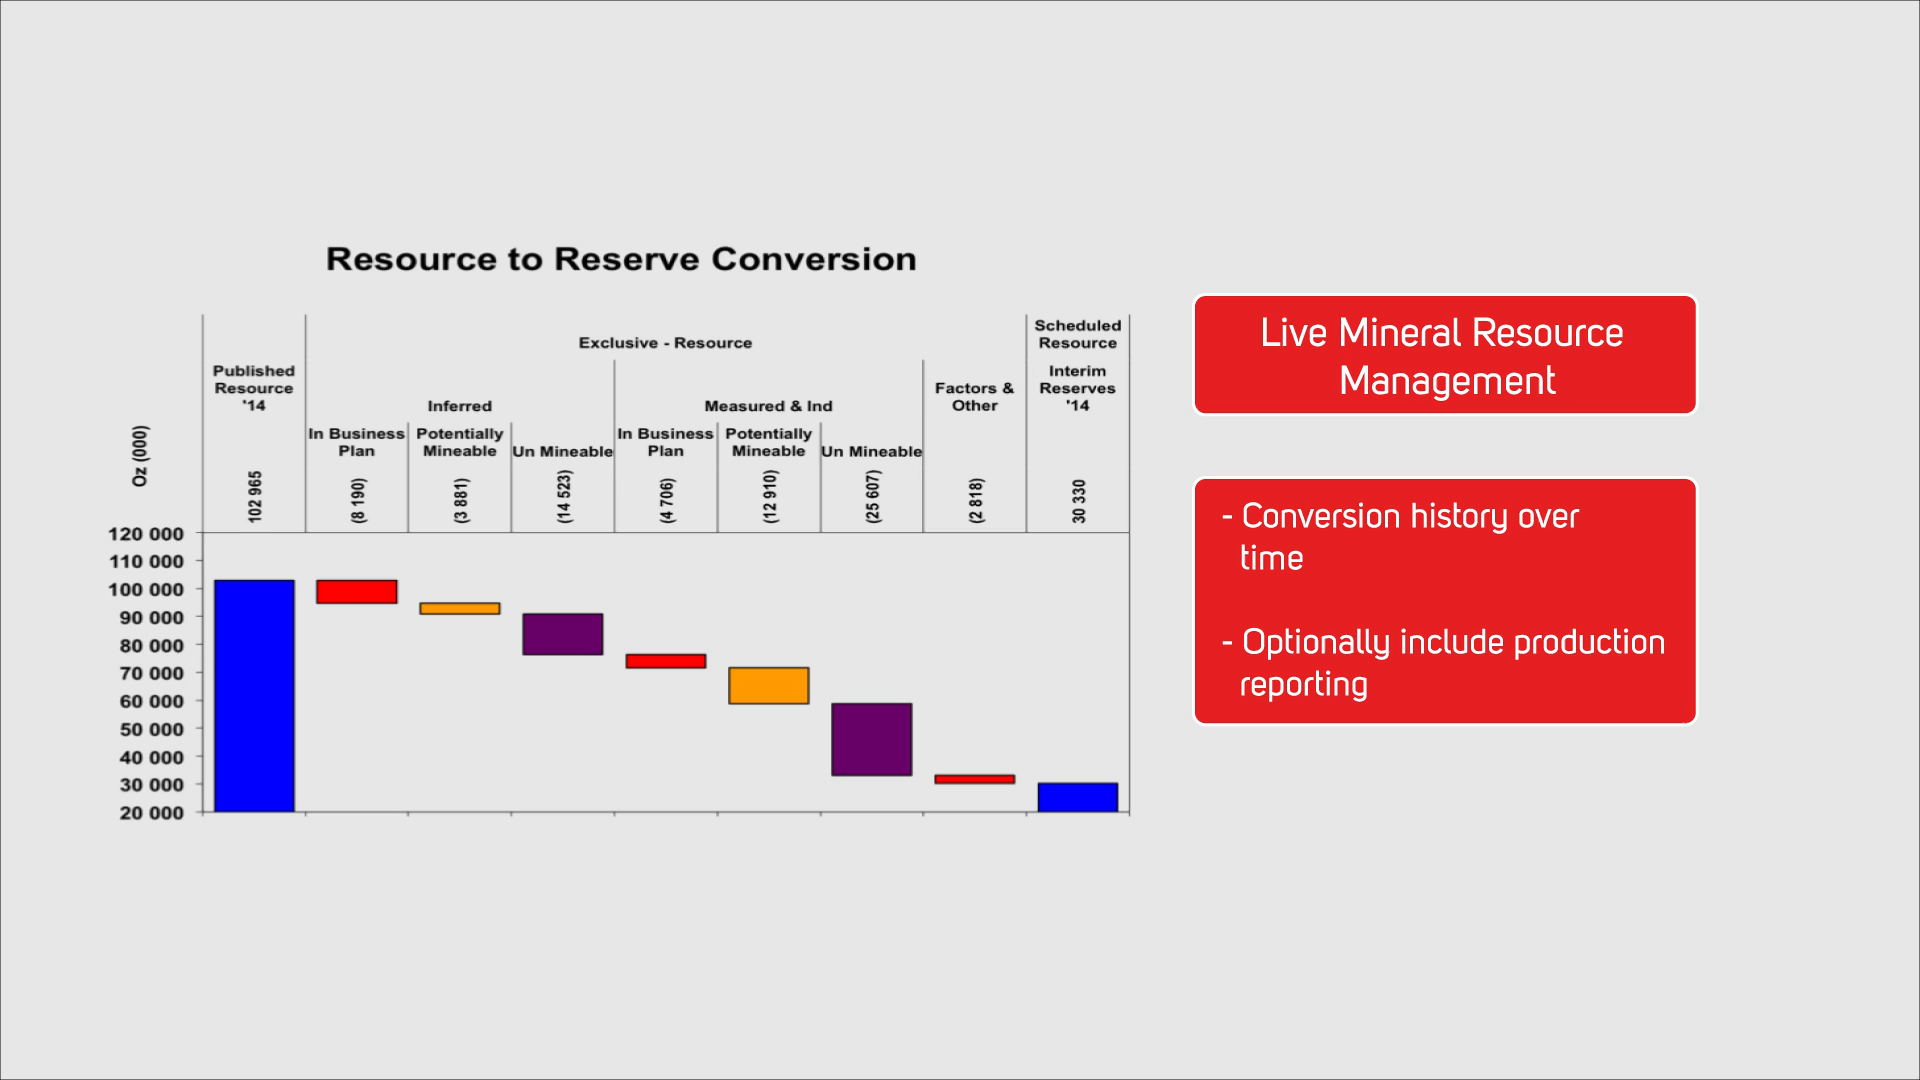 Resource to Reserve Conversion
Scheduled
Resource
Exclusive - Resource
Published
Resource
'14
Interim
Reserves
'14
Factors &
Other
Inferred
Measured & Ind
In Business
Plan
Potentially
Mineable
Un Mineable
In Business
Plan
Potentially
Mineable
Un Mineable
Oz (000)
102 965
(8 190)
(3 881)
(14 523)
(4 706)
(12 910)
(25 607)
(2 818)
30 330
120 000
110 000
100 000
90 000
80 000
70 000
60 000
50 000
40 000
30 000
20 000
Live Mineral Resource
Management
- Conversion history over
time
- Optionally include production
reporting